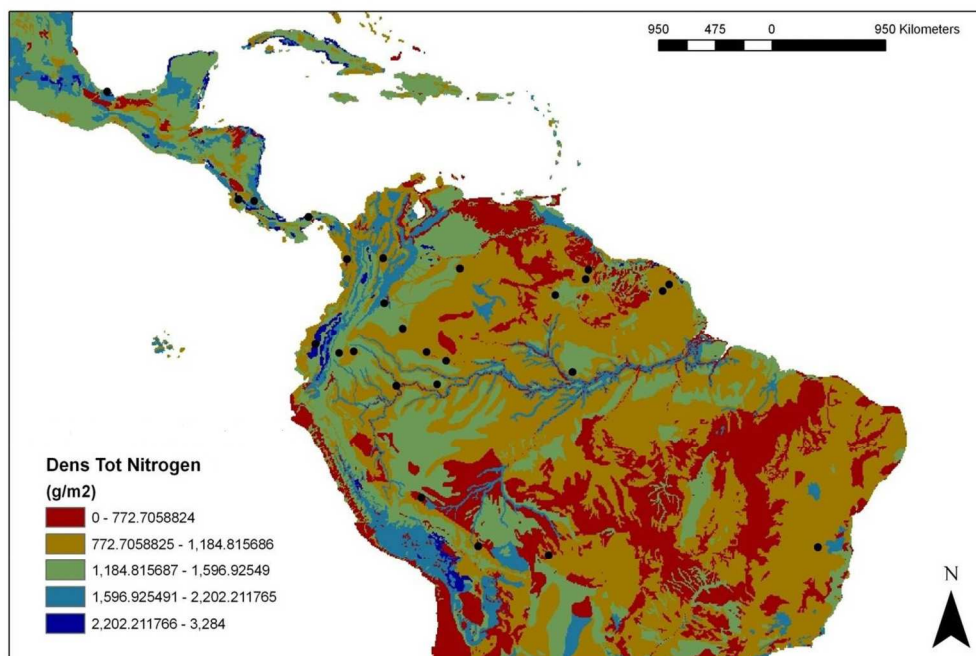 950 475 0 950 Kilometers
Dens Tot Nitrogen
(g/m2)
0 - 772.7058824
772.7058825 - 1,184.815686
1,184.815687 - 1,596.92549
1,596.925491 - 2,202.211765
2,202.211766 - 3,284
N